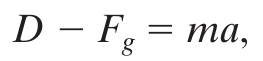 D − F_g = ma,